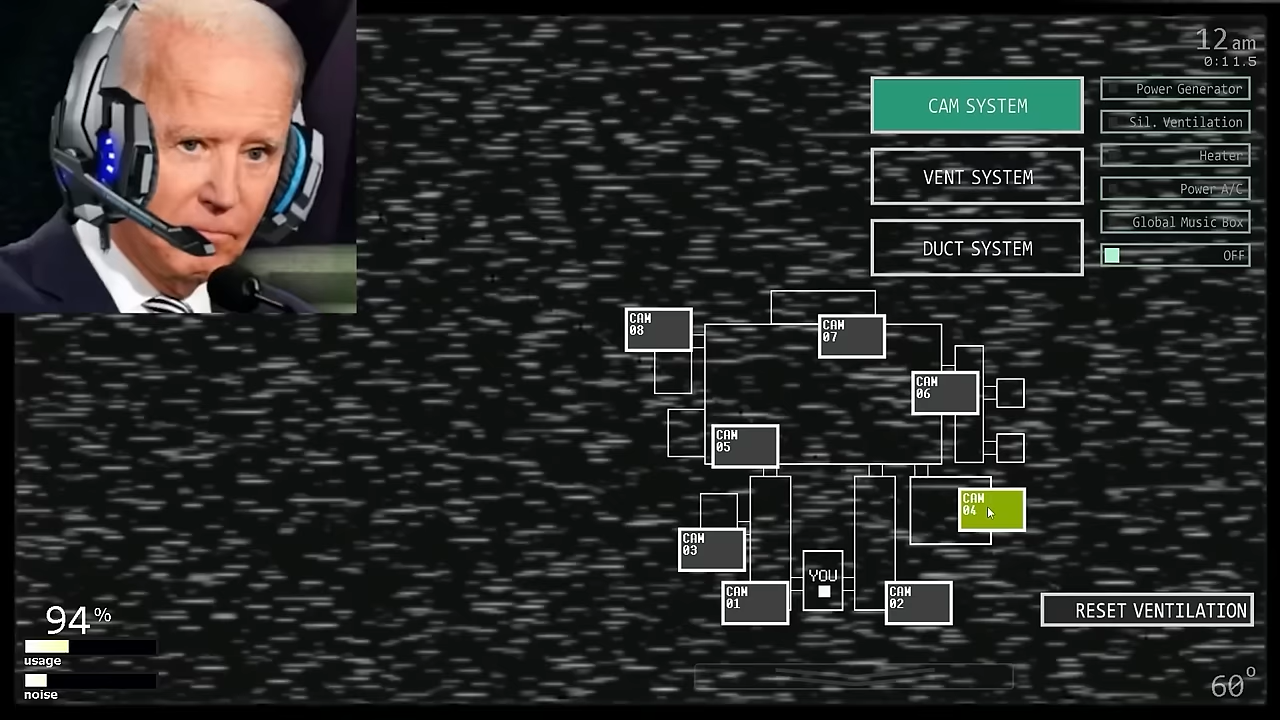 12 am
0:11.5
CAM SYSTEM
VENT SYSTEM
DUCT SYSTEM
Power Generator
Sil. Ventilation
Heater
Power A/C
Global Music Box
OFF
CAM
08
CAM
07
CAM
06
CAM
05
CAM
04
CAM
03
YOU
CAM
01
CAM
02
RESET VENTILATION
94%
usage
noise
60°